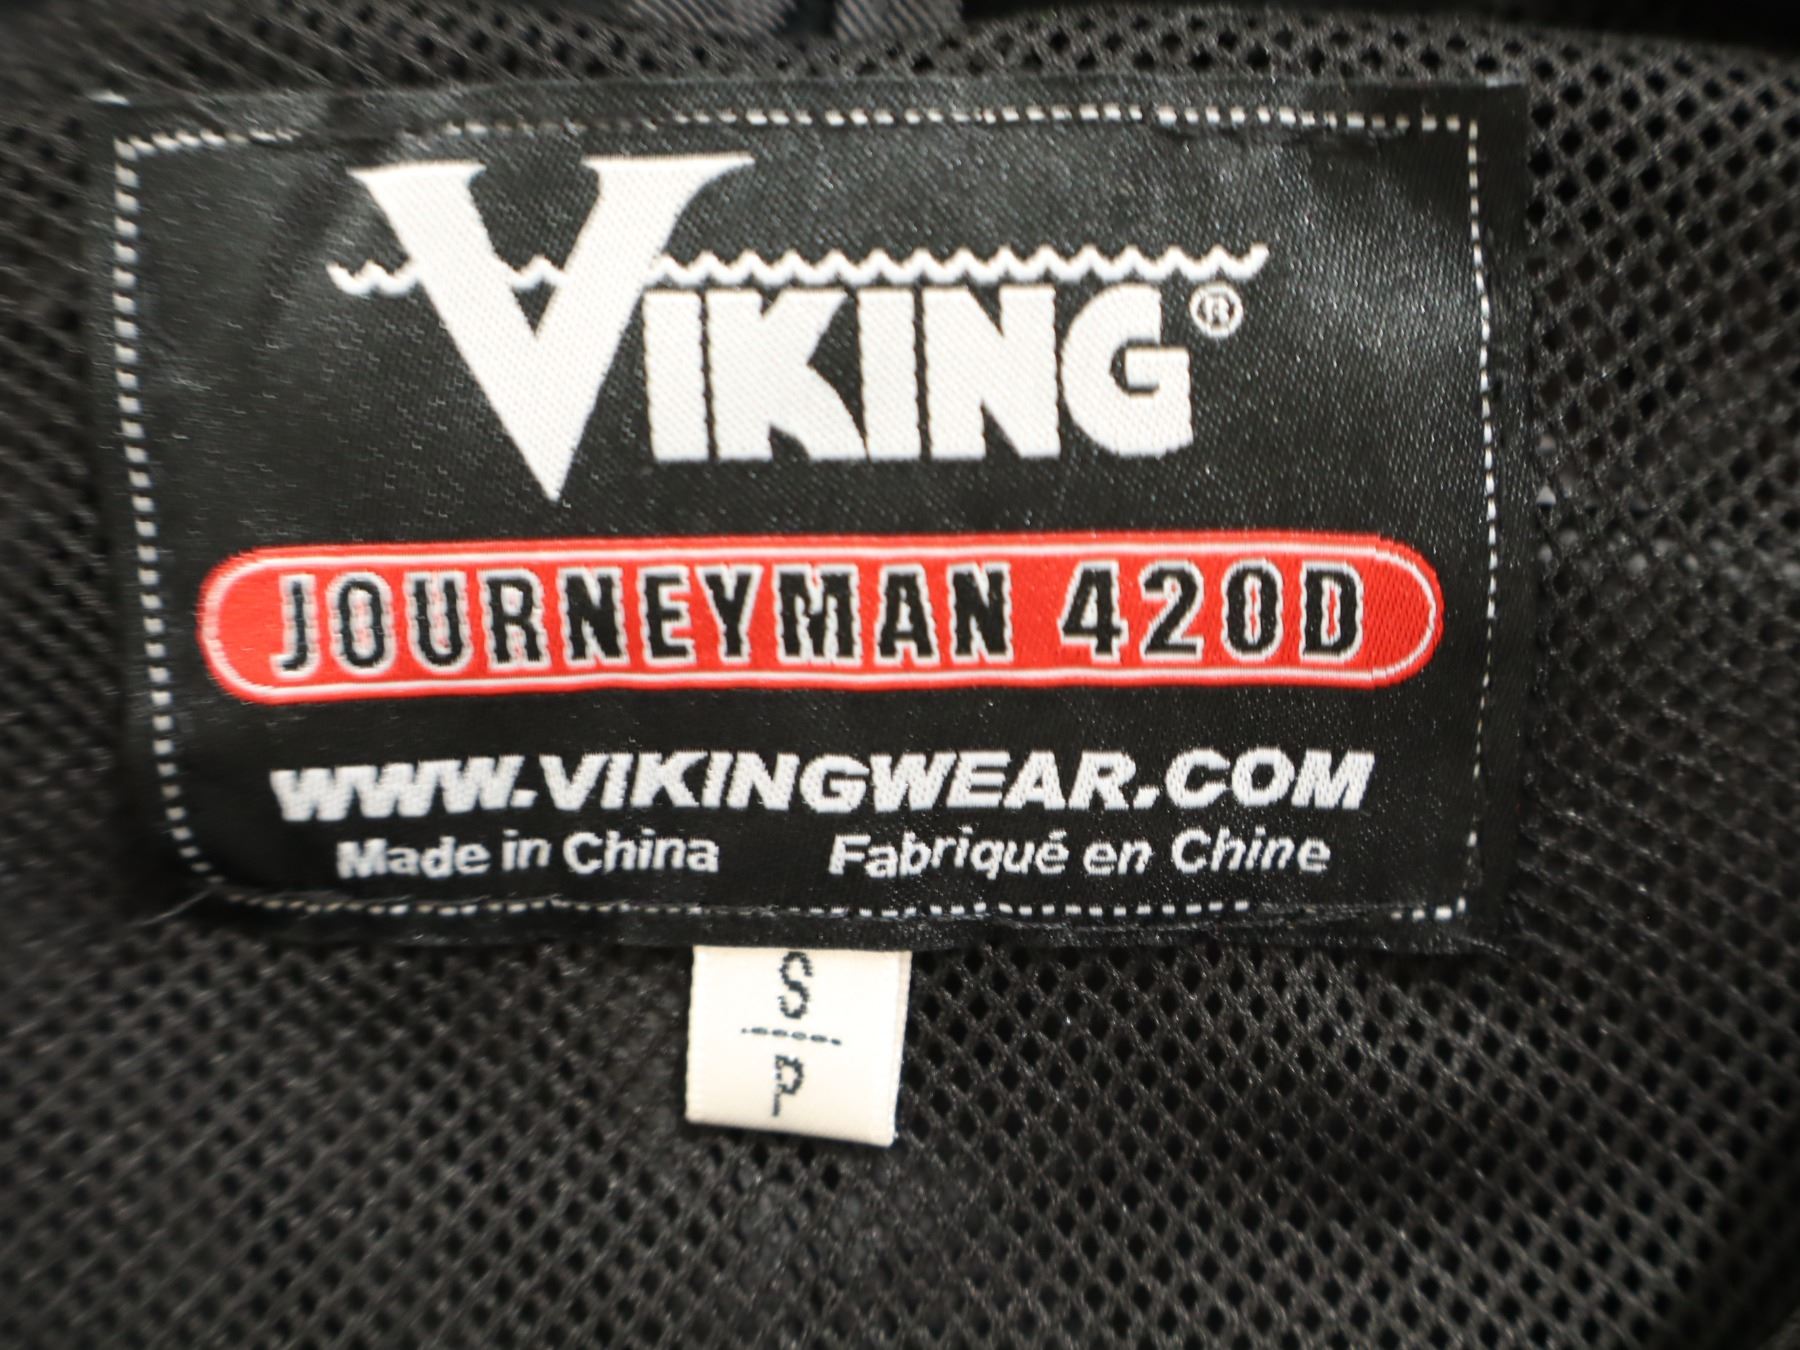 VIKING®
JOURNEYMAN 420D
WWW.VIKINGWEAR.COM
Made in China Fabriqué en Chine
S
P